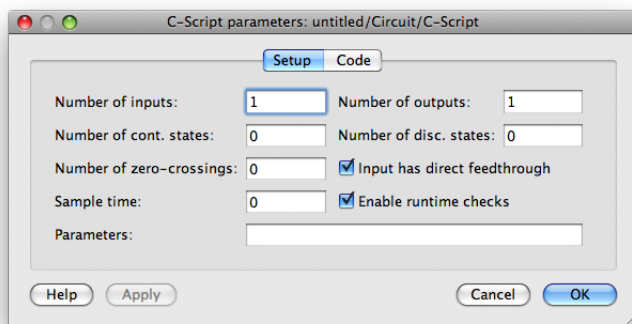 C-Script parameters: untitled/Circuit/C-Script
Setup Code
Number of inputs: 1 Number of outputs: 1
Number of cont. states: 0 Number of disc. states: 0
Number of zero-crossings: 0 Input has direct feedthrough
Sample time: 0 Enable runtime checks
Parameters:
Help Apply Cancel OK